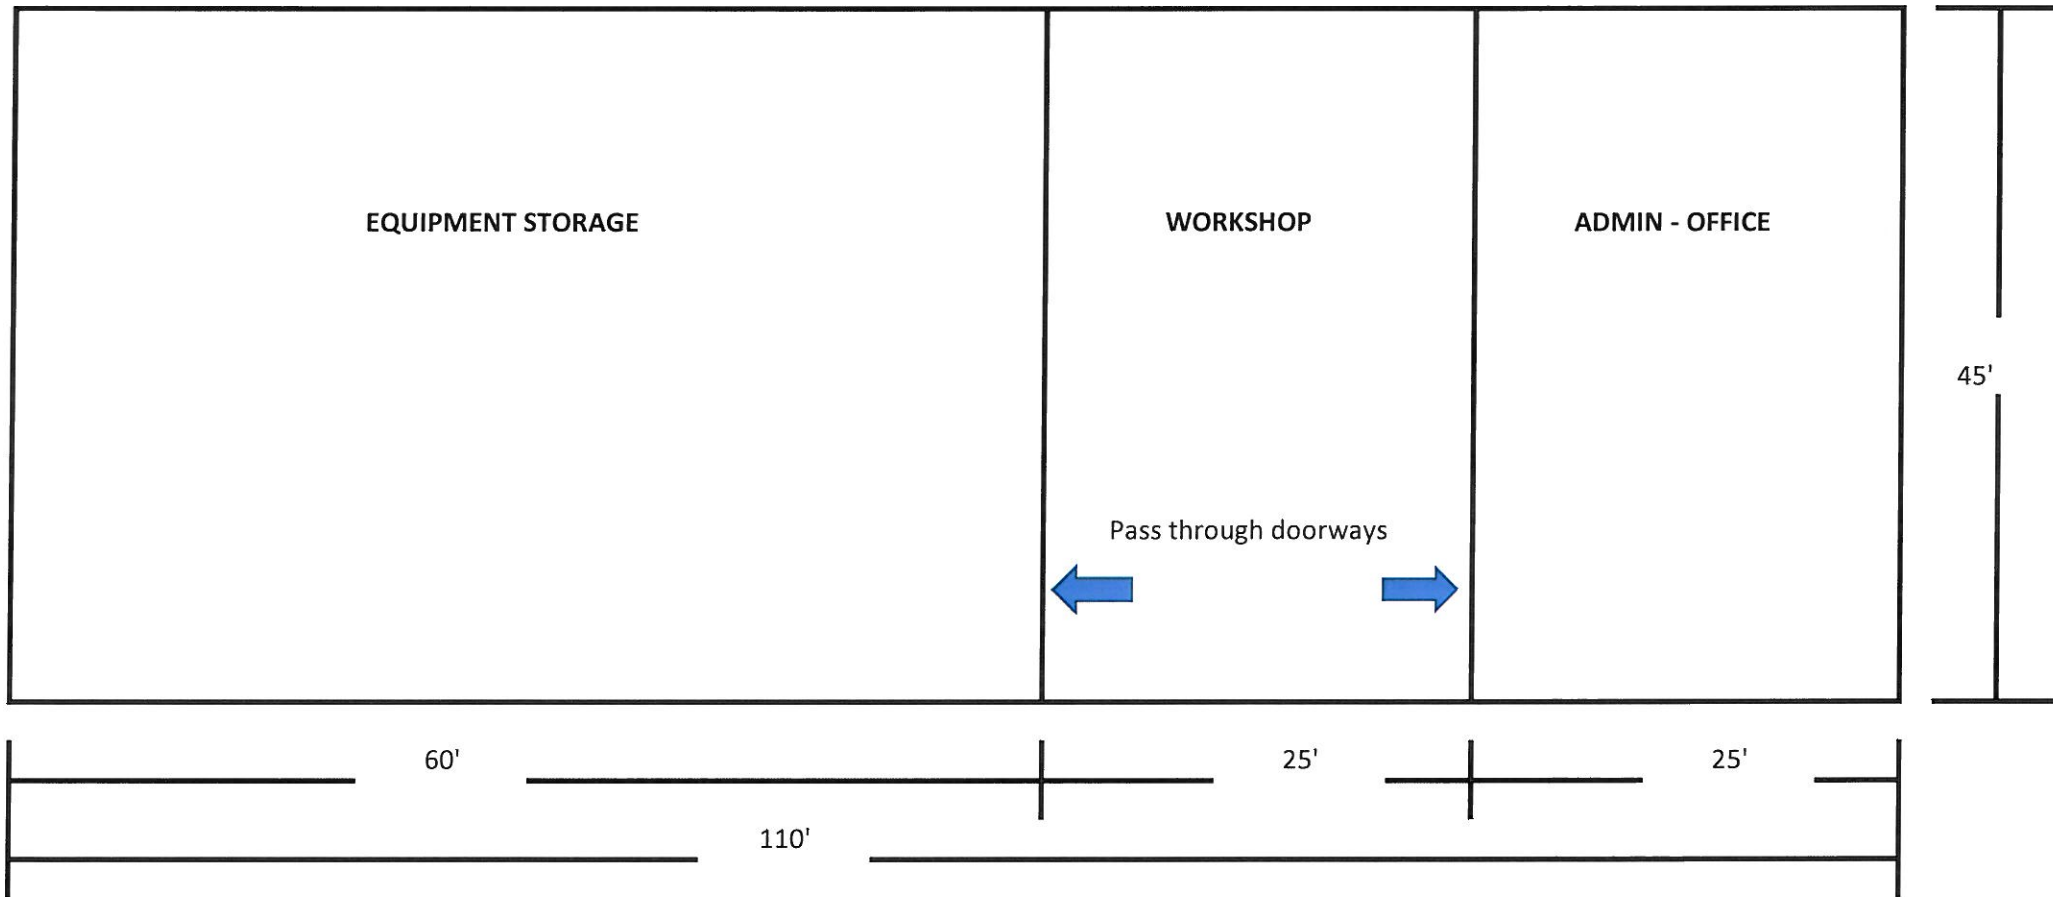 EQUIPMENT STORAGE
WORKSHOP
ADMIN - OFFICE
45'
Pass through doorways
60'
25'
25'
110'